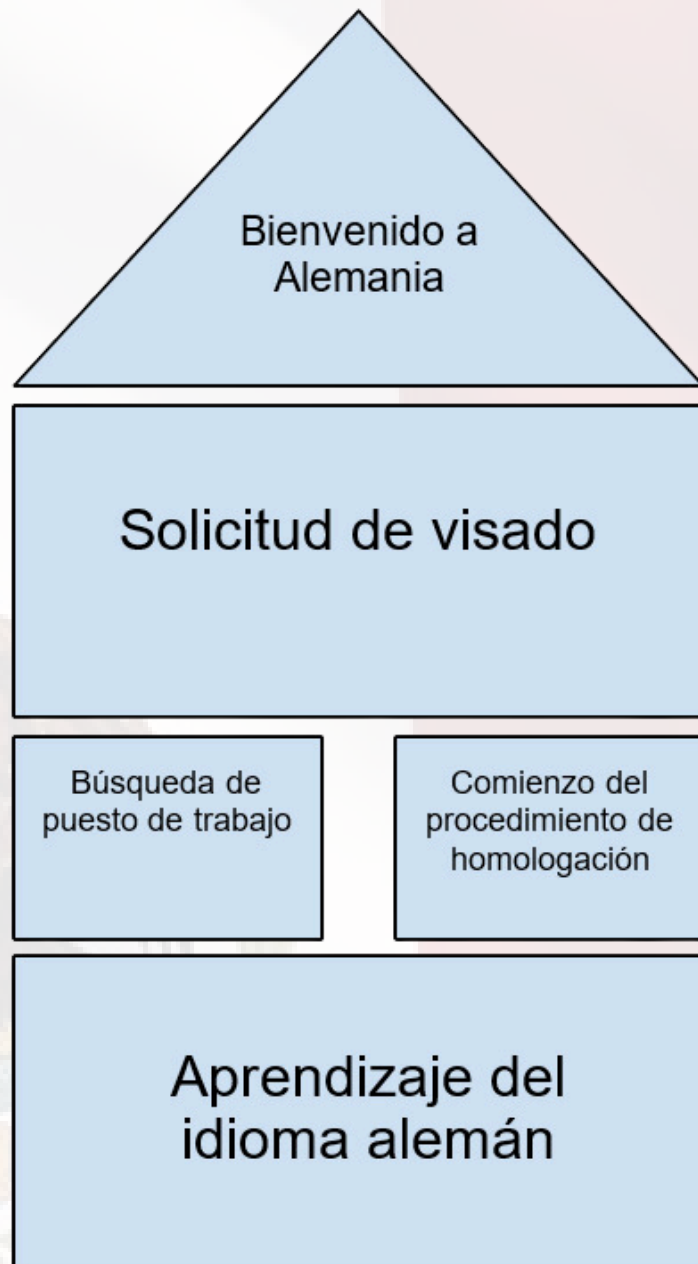 Bienvenido a
Alemania
Solicitud de visado
Búsqueda de
puesto de trabajo
Comienzo del
procedimiento de
homologación
Aprendizaje del
idioma alemán